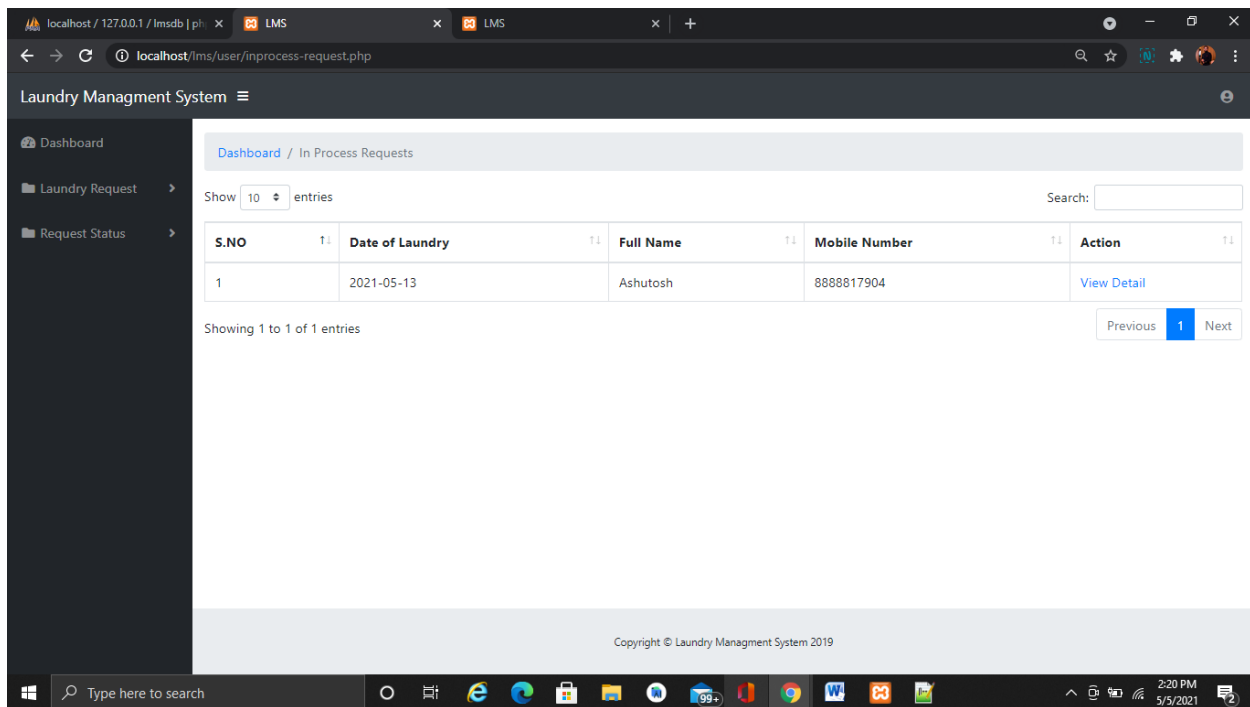 localhost / 127.0.0.1 / lmsdb | ph
LMS
LMS
localhost/lms/user/inprocess-request.php
Laundry Managment System
Dashboard
Laundry Request
Request Status
Dashboard / In Process Requests
Show 10 entries
Search:
S.NO Date of Laundry Full Name Mobile Number Action
1 2021-05-13 Ashutosh 8888817904 View Detail
Showing 1 to 1 of 1 entries
Previous 1 Next
Copyright © Laundry Managment System 2019
Type here to search
99+
2:20 PM
5/5/2021
2